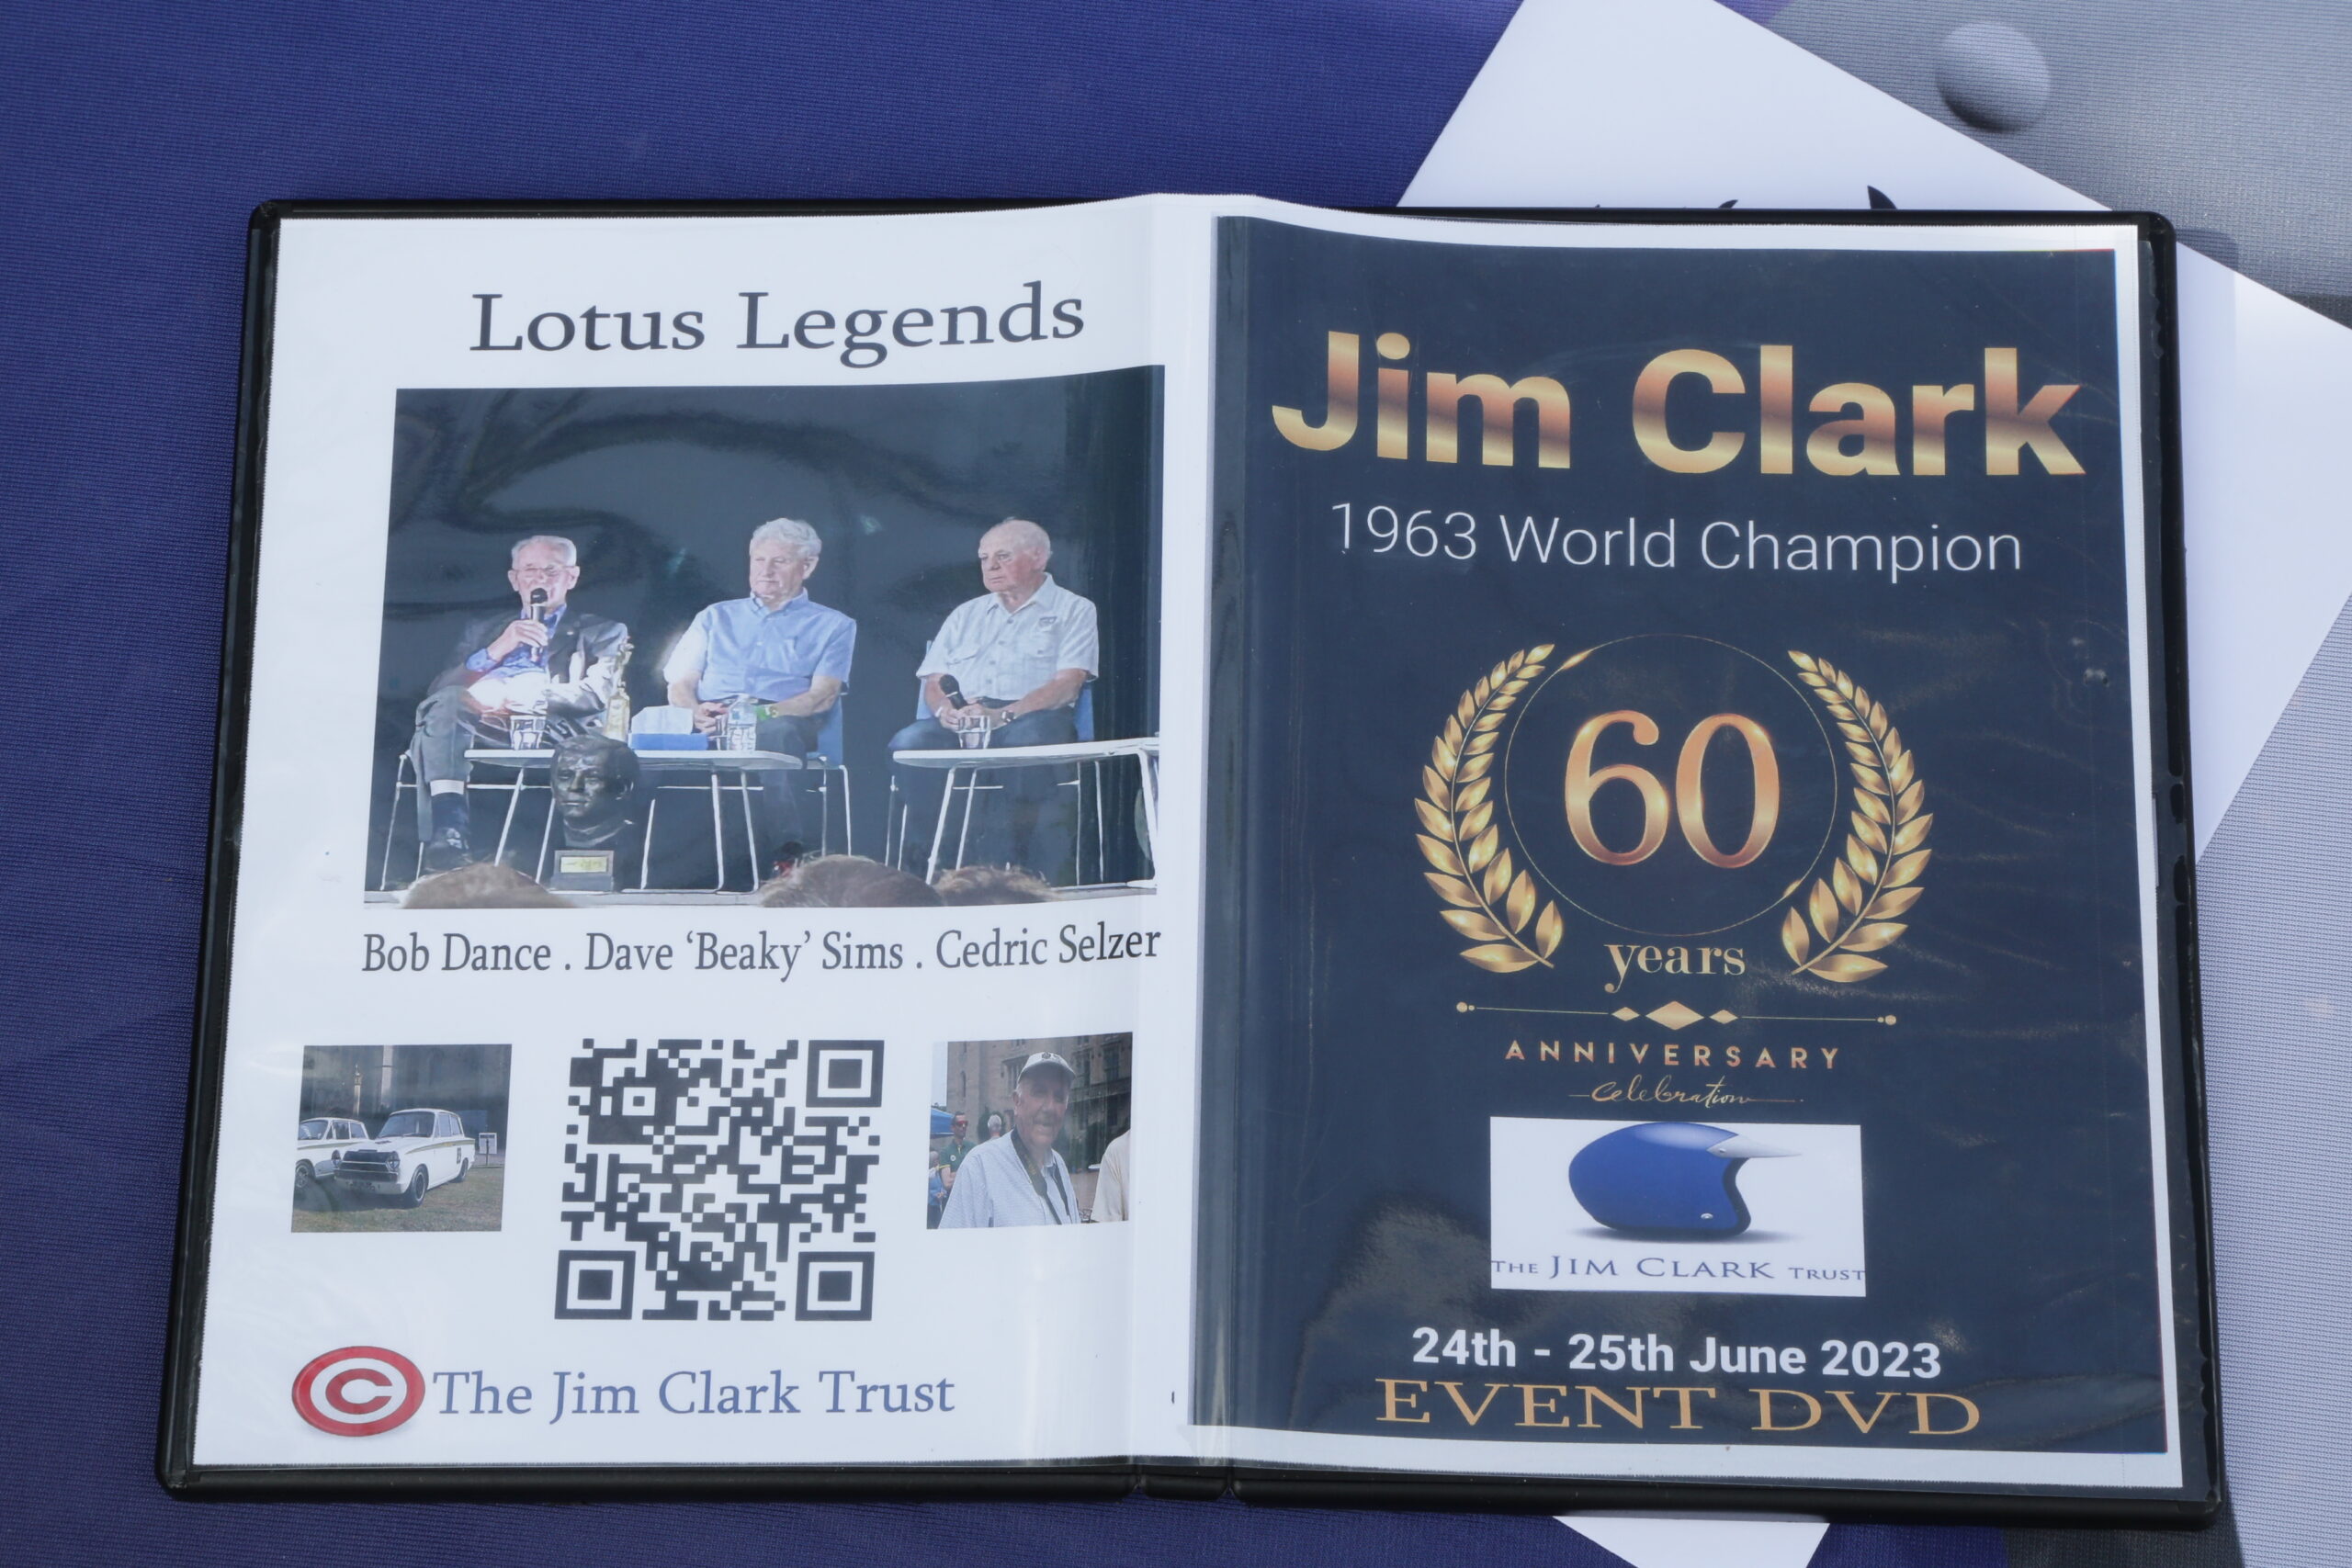 Lotus Legends
Bob Dance . Dave ‘Beaky’ Sims . Cedric Selzer
C The Jim Clark Trust
Jim Clark
1963 World Champion
60
years
ANNIVERSARY
celebration
THE JIM CLARK TRUST
24th - 25th June 2023
EVENT DVD